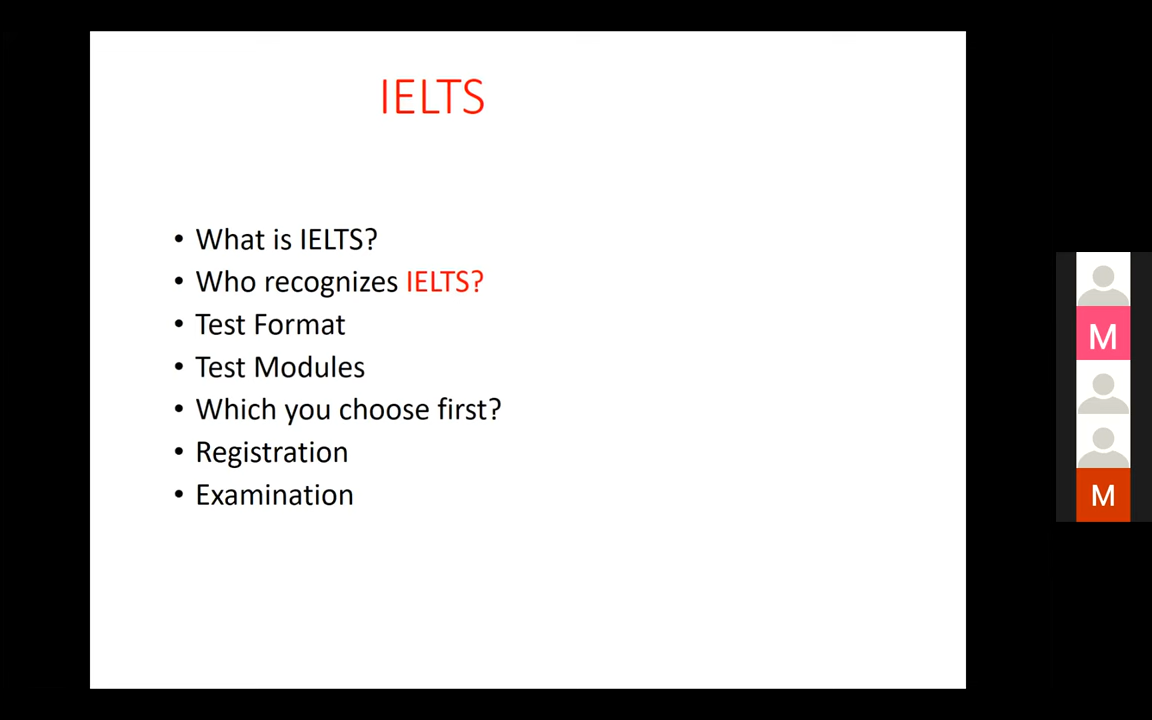 IELTS
• What is IELTS?
• Who recognizes IELTS?
• Test Format
• Test Modules
• Which you choose first?
• Registration
• Examination
M
M